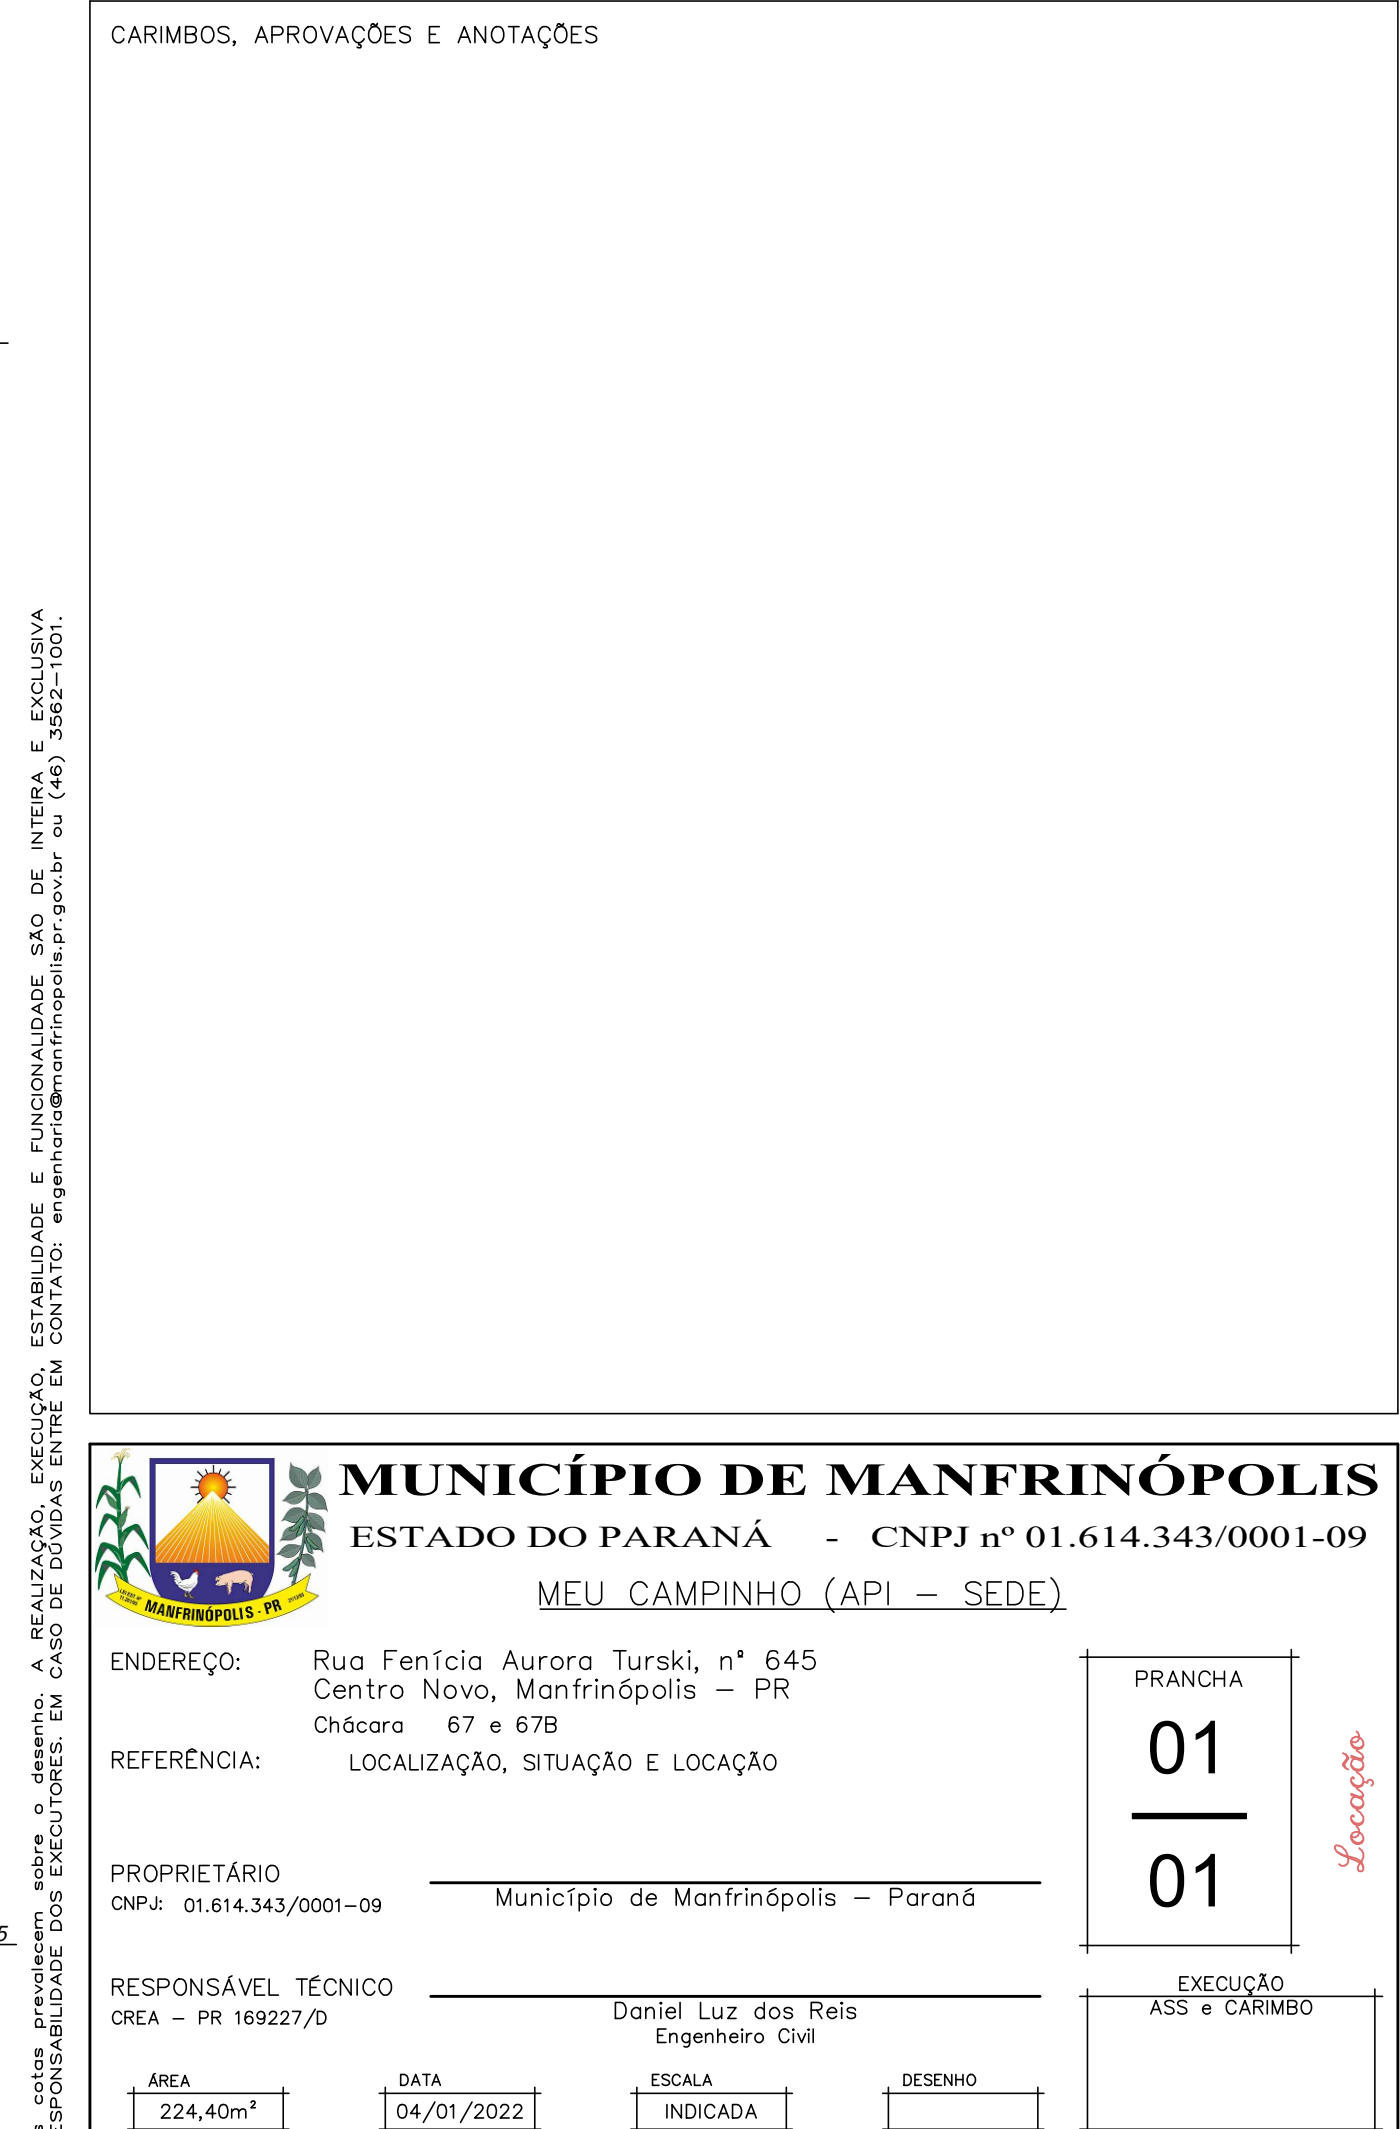 CARIMBOS, APROVAÇÕES E ANOTAÇÕES
cotas prevalecem sobre o desenho. A REALIZAÇÃO, EXECUÇÃO, ESTABILIDADE E FUNCIONALIDADE SÃO DE INTEIRA E EXCLUSIVA
ESPONSABILIDADE DOS EXECUTORES. EM CASO DE DÚVIDAS ENTRE EM CONTATO: engenharia@manfrinopolis.pr.gov.br ou (46) 3562-1001.
MUNICÍPIO DE MANFRINÓPOLIS
ESTADO DO PARANÁ - CNPJ nº 01.614.343/0001-09
MEU CAMPINHO (API - SEDE)
MANFRINÓPOLIS - PR
ENDEREÇO: Rua Fenícia Aurora Turski, nº 645
Centro Novo, Manfrinópolis - PR
Chácara 67 e 67B
REFERÊNCIA: LOCALIZAÇÃO, SITUAÇÃO E LOCAÇÃO
PRANCHA
01
01
Locação
PROPRIETÁRIO
CNPJ: 01.614.343/0001-09
Município de Manfrinópolis - Paraná
RESPONSÁVEL TÉCNICO
CREA - PR 169227/D
Daniel Luz dos Reis
Engenheiro Civil
EXECUÇÃO
ASS e CARIMBO
ÁREA
224,40m²
DATA
04/01/2022
ESCALA
INDICADA
DESENHO
5